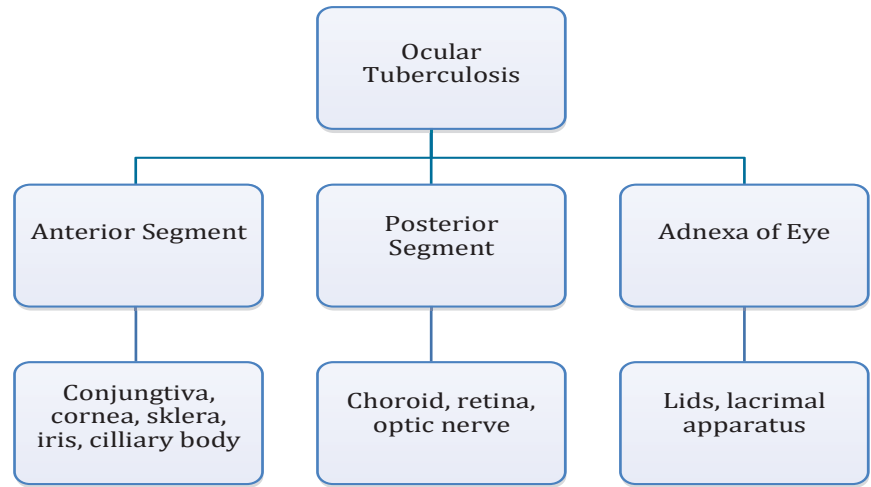 Ocular
Tuberculosis
Anterior Segment
Posterior
Segment
Adnexa of Eye
Conjungtiva,
cornea, sklera,
iris, cilliary body
Choroid, retina,
optic nerve
Lids, lacrimal
apparatus